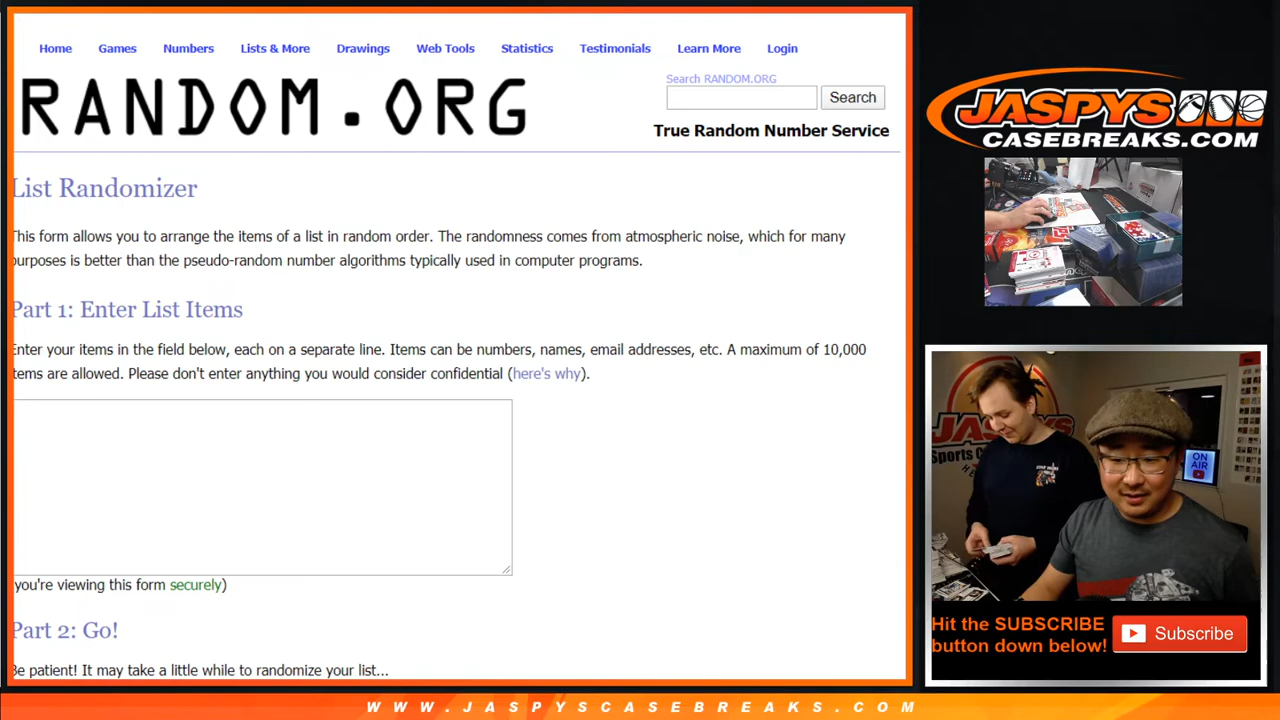 Home Games Numbers Lists & More Drawings Web Tools Statistics Testimonials Learn More Login
Search RANDOM.ORG
RANDOM.ORG
Search
True Random Number Service
List Randomizer
This form allows you to arrange the items of a list in random order. The randomness comes from atmospheric noise, which for many
purposes is better than the pseudo-random number algorithms typically used in computer programs.
Part 1: Enter List Items
Enter your items in the field below, each on a separate line. Items can be numbers, names, email addresses, etc. A maximum of 10,000
items are allowed. Please don't enter anything you would consider confidential (here's why).
you're viewing this form securely)
Part 2: Go!
Be patient! It may take a little while to randomize your list...
JASPYS
CASEBREAKS.COM
JASPYS
Sports C
ON
AIR
Hit the SUBSCRIBE
button down below!
Subscribe
WWW.JASPYSCASEBREAKS.COM